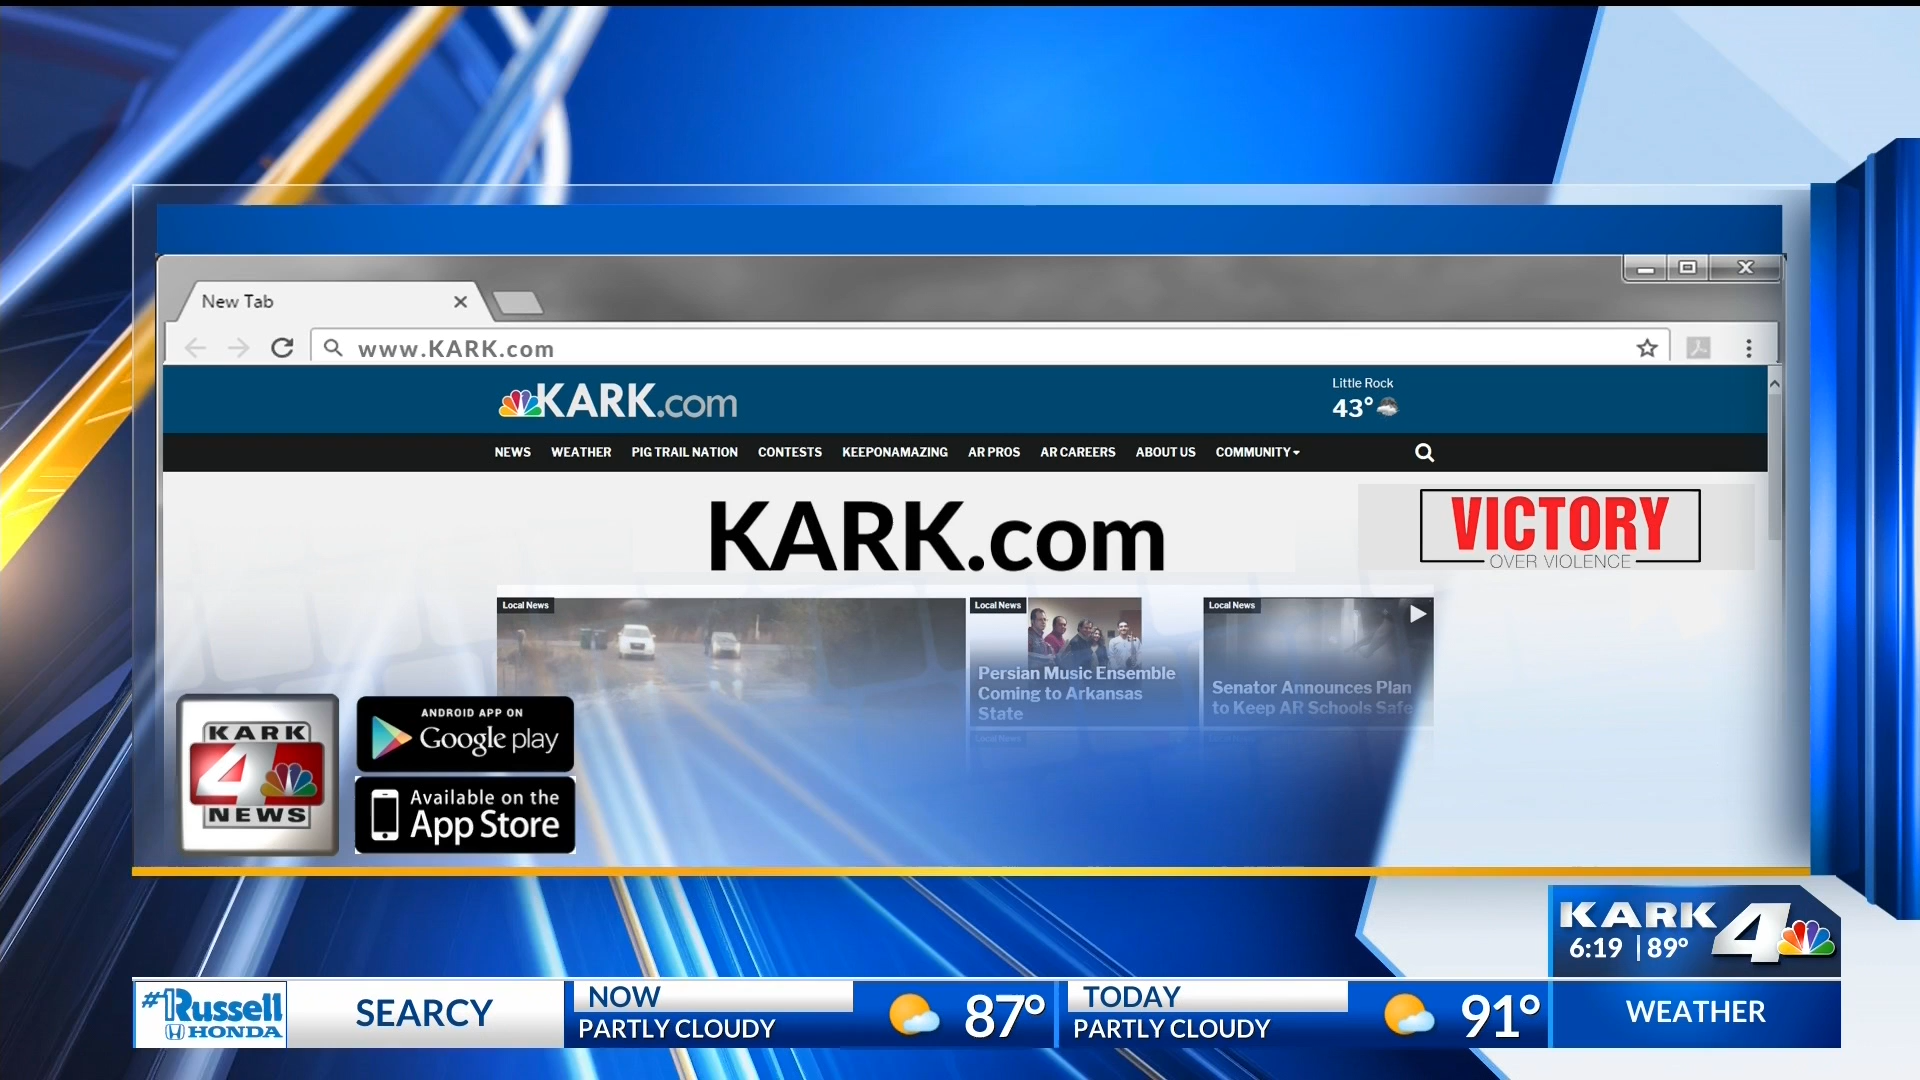 New Tab
www.KARK.com
KARK.com
Little Rock
43°
NEWS WEATHER PIG TRAIL NATION CONTESTS KEEPONAMAZING AR PROS AR CAREERS ABOUT US COMMUNITY
KARK.com
VICTORY
OVER VIOLENCE
Local News
Local News
Persian Music Ensemble
Coming to Arkansas
State
Local News
Senator Announces Plan
to Keep AR Schools Safe
Local News
KARK
4
NEWS
ANDROID APP ON
Google play
Available on the
App Store
KARK 4
6:19 | 89°
#1 Russell
HONDA
SEARCY
NOW
PARTLY CLOUDY
87°
TODAY
PARTLY CLOUDY
91°
WEATHER